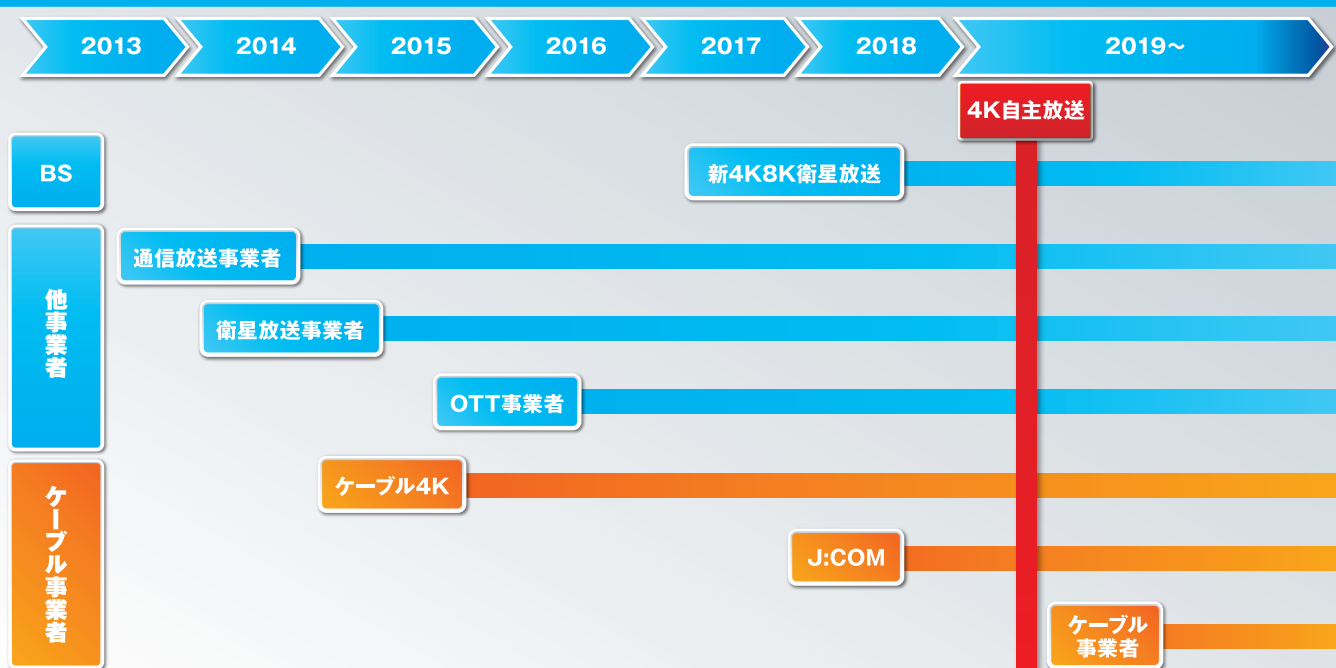 2013 2014 2015 2016 2017 2018 2019~
4K自主放送
BS
新4K8K衛星放送
他事業者
通信放送事業者
衛星放送事業者
OTT事業者
ケーブル事業者
ケーブル4K
J:COM
ケーブル
事業者